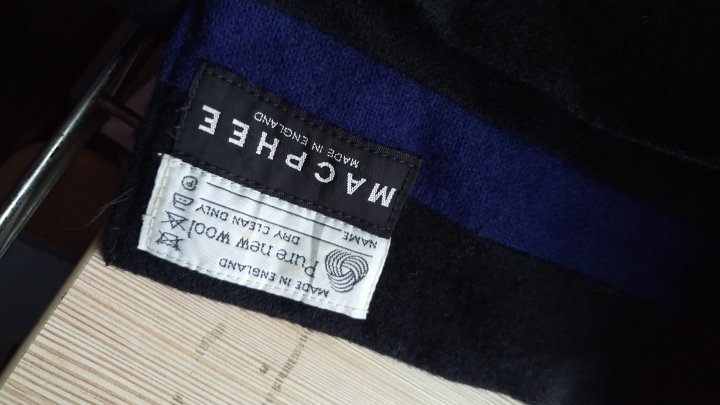 MACPHEE
MADE IN ENGLAND
NAME
DRY CLEAN ONLY
Pure new wool
MADE IN ENGLAND